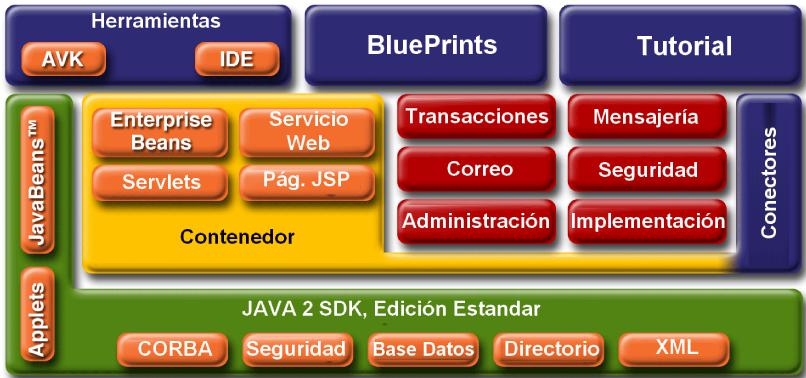 Herramientas
AVK
IDE
BluePrints
Tutorial
JavaBeans™
Applets
Enterprise
Beans
Servicio
Web
Servlets
Pág. JSP
Contenedor
Transacciones
Mensajería
Correo
Seguridad
Administración
Implementación
Conectores
JAVA 2 SDK, Edición Estandar
CORBA
Seguridad
Base Datos
Directorio
XML